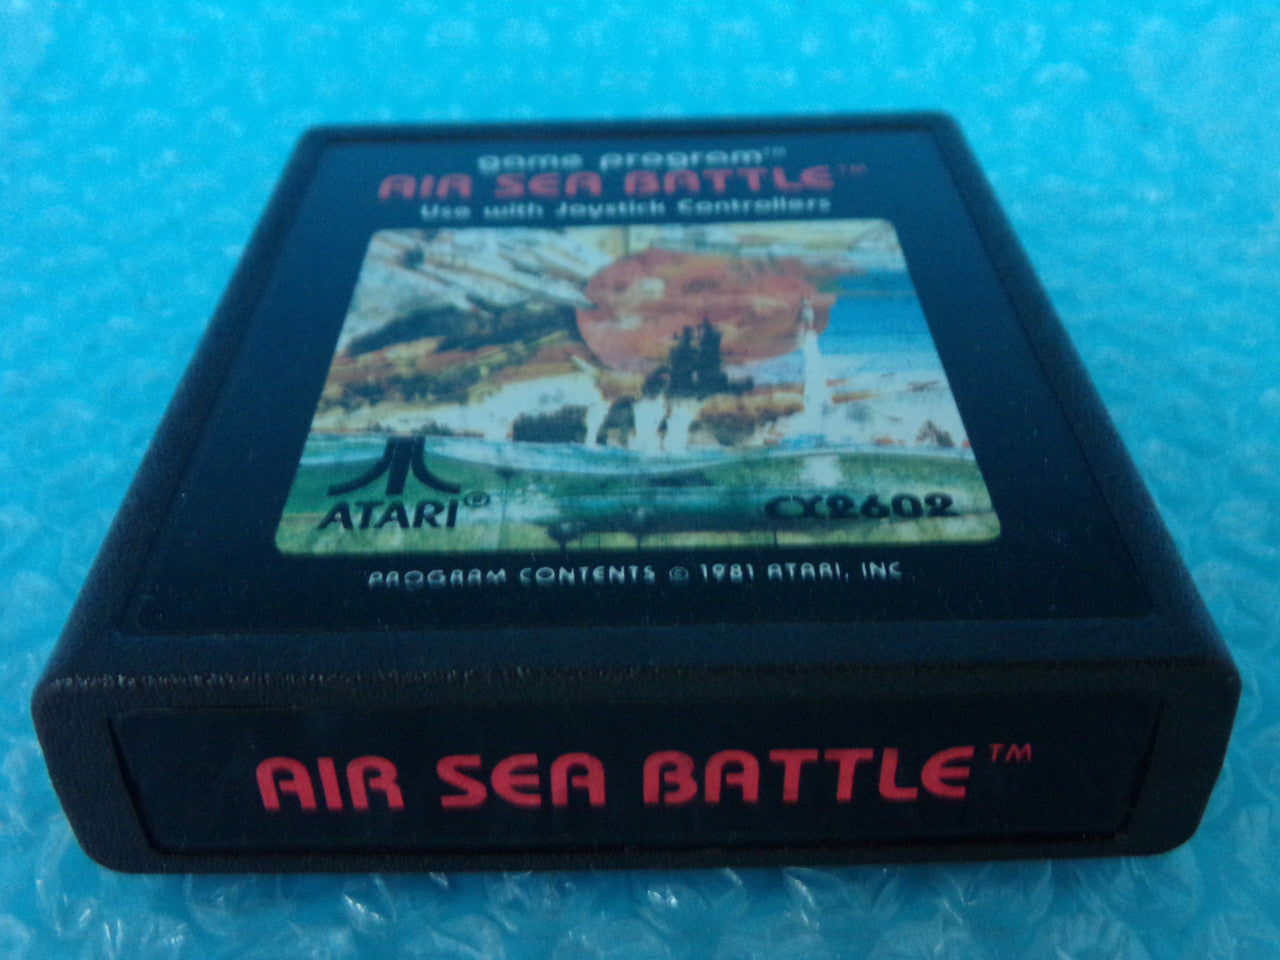 game program™
AIR SEA BATTLE™
Use with Joystick Controllers
ATARI®
CX2602
PROGRAM CONTENTS © 1981 ATARI, INC
AIR SEA BATTLE™